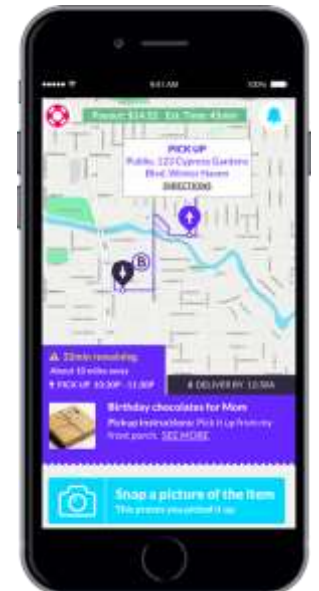 9:41 AM 100%
Payout: $14.52 Est. Time: 45min
PICK UP
Publix, 123 Cypress Gardens
Blvd, Winter Haven
DIRECTIONS
B
32min remaining
About 10 miles away
PICK UP 10:30P - 11:30P
DELIVER BY 12:30A
Birthday chocolates for Mom
Pickup Instructions: Pick it up from my
front porch. SEE MORE
Snap a picture of the item
This proves you picked it up